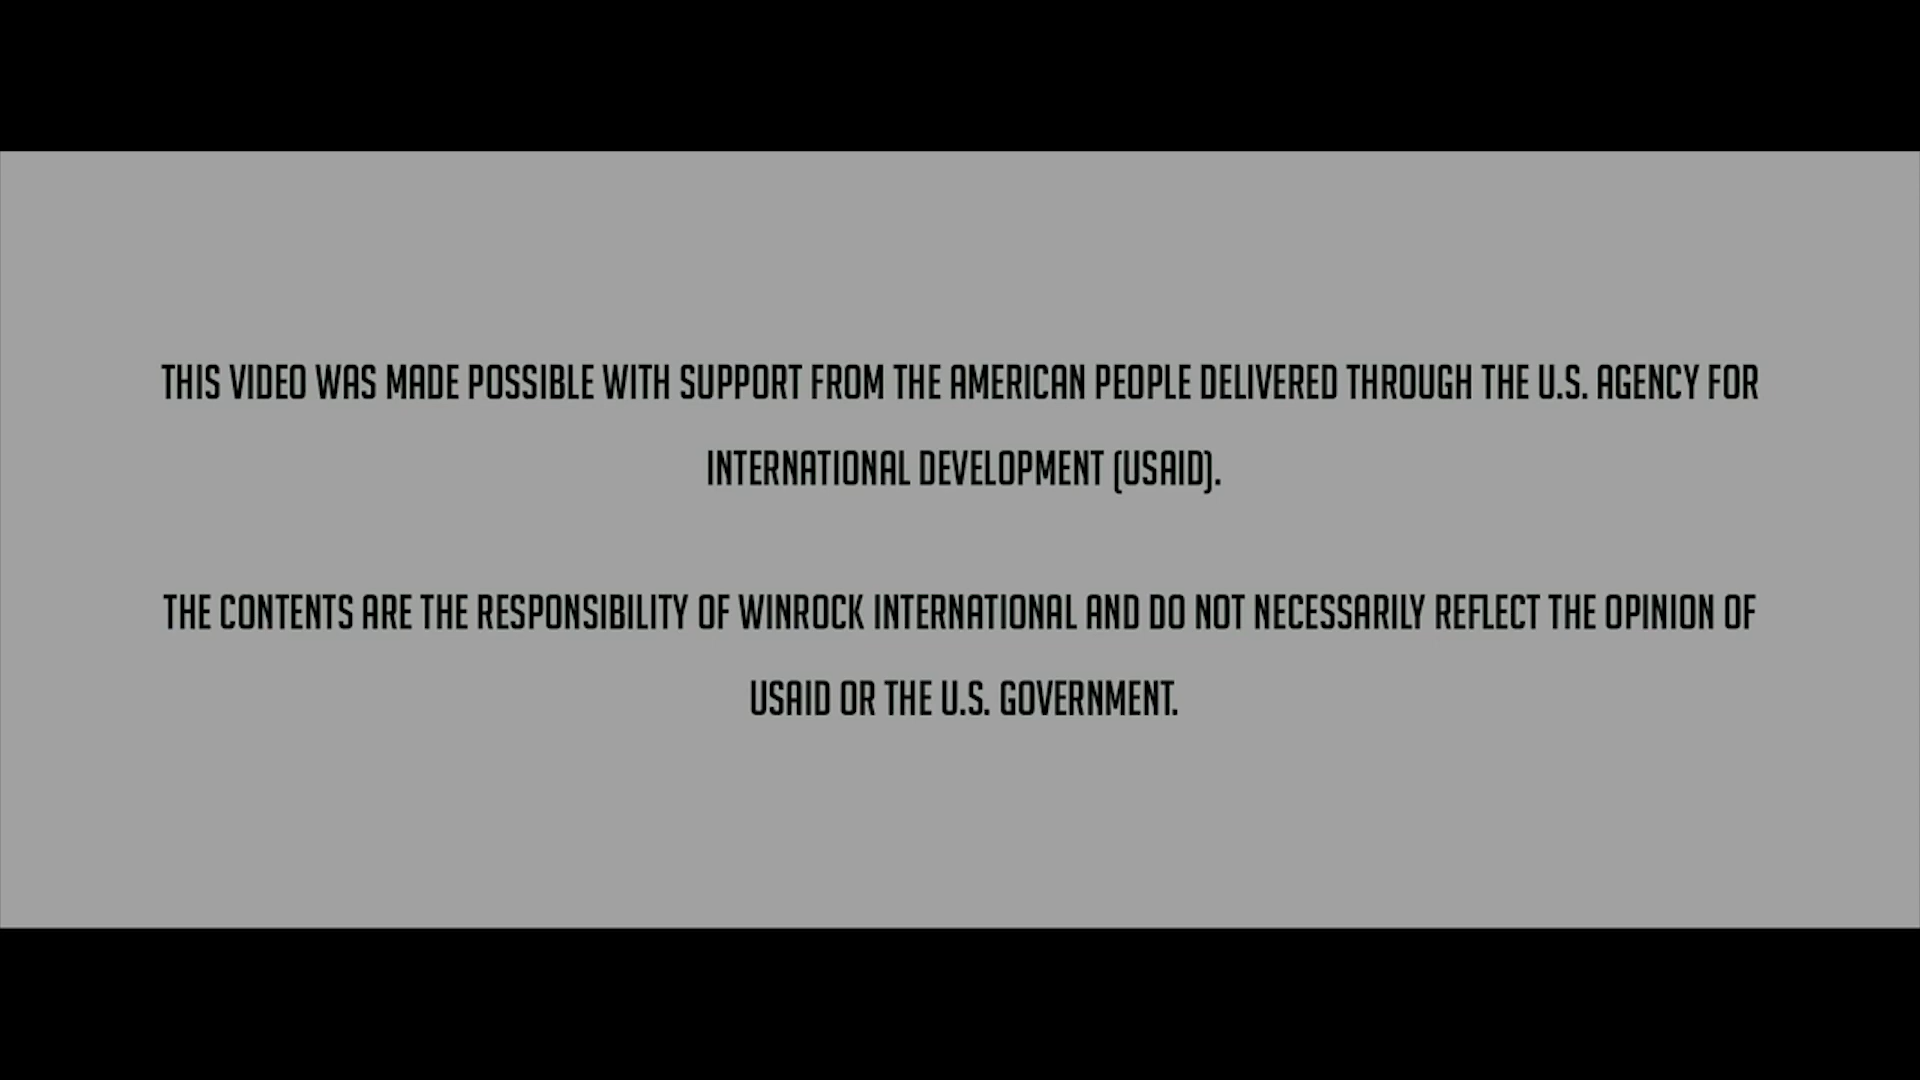 THIS VIDEO WAS MADE POSSIBLE WITH SUPPORT FROM THE AMERICAN PEOPLE DELIVERED THROUGH THE U.S. AGENCY FOR
INTERNATIONAL DEVELOPMENT (USAID).
THE CONTENTS ARE THE RESPONSIBILITY OF WINROCK INTERNATIONAL AND DO NOT NECESSARILY REFLECT THE OPINION OF
USAID OR THE U.S. GOVERNMENT.